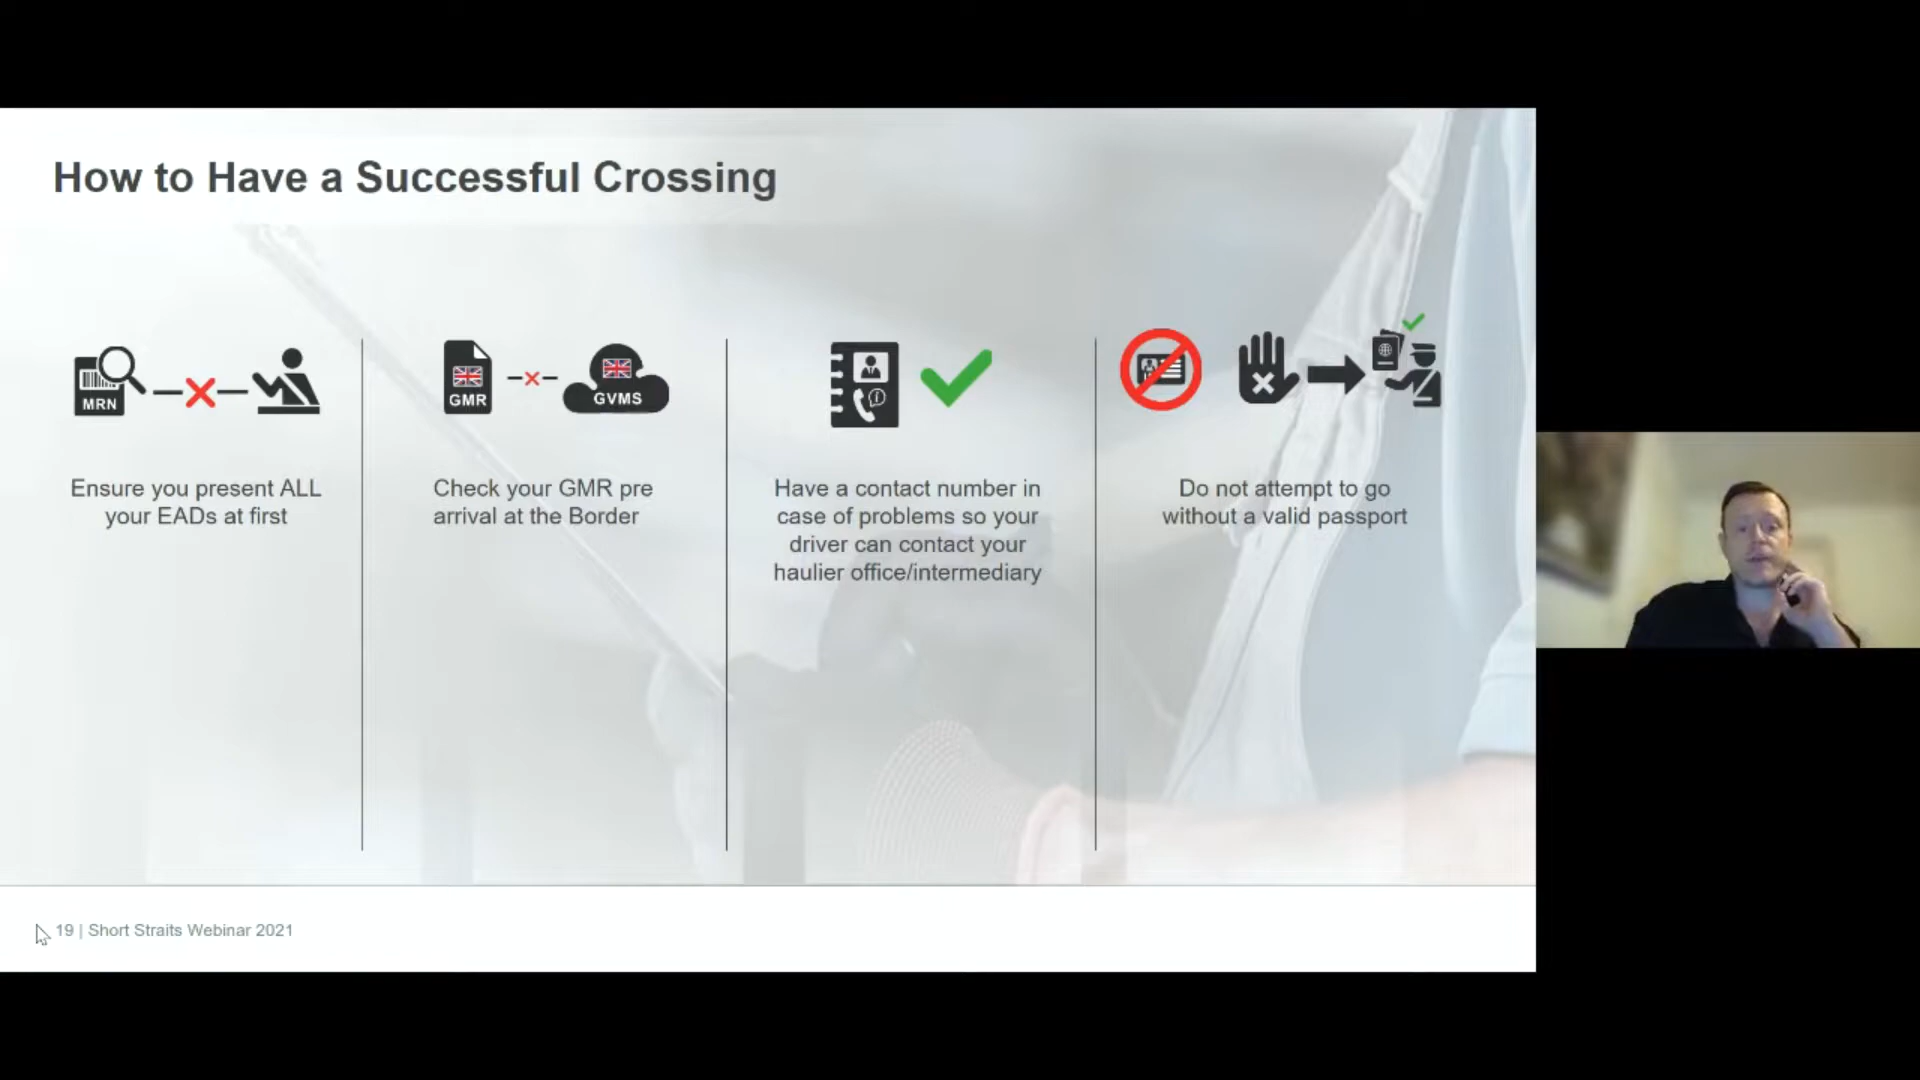 How to Have a Successful Crossing
MRN
GMR
GVMS
Ensure you present ALL
your EADs at first
Check your GMR pre
arrival at the Border
Have a contact number in
case of problems so your
driver can contact your
haulier office/intermediary
Do not attempt to go
without a valid passport
19 | Short Straits Webinar 2021